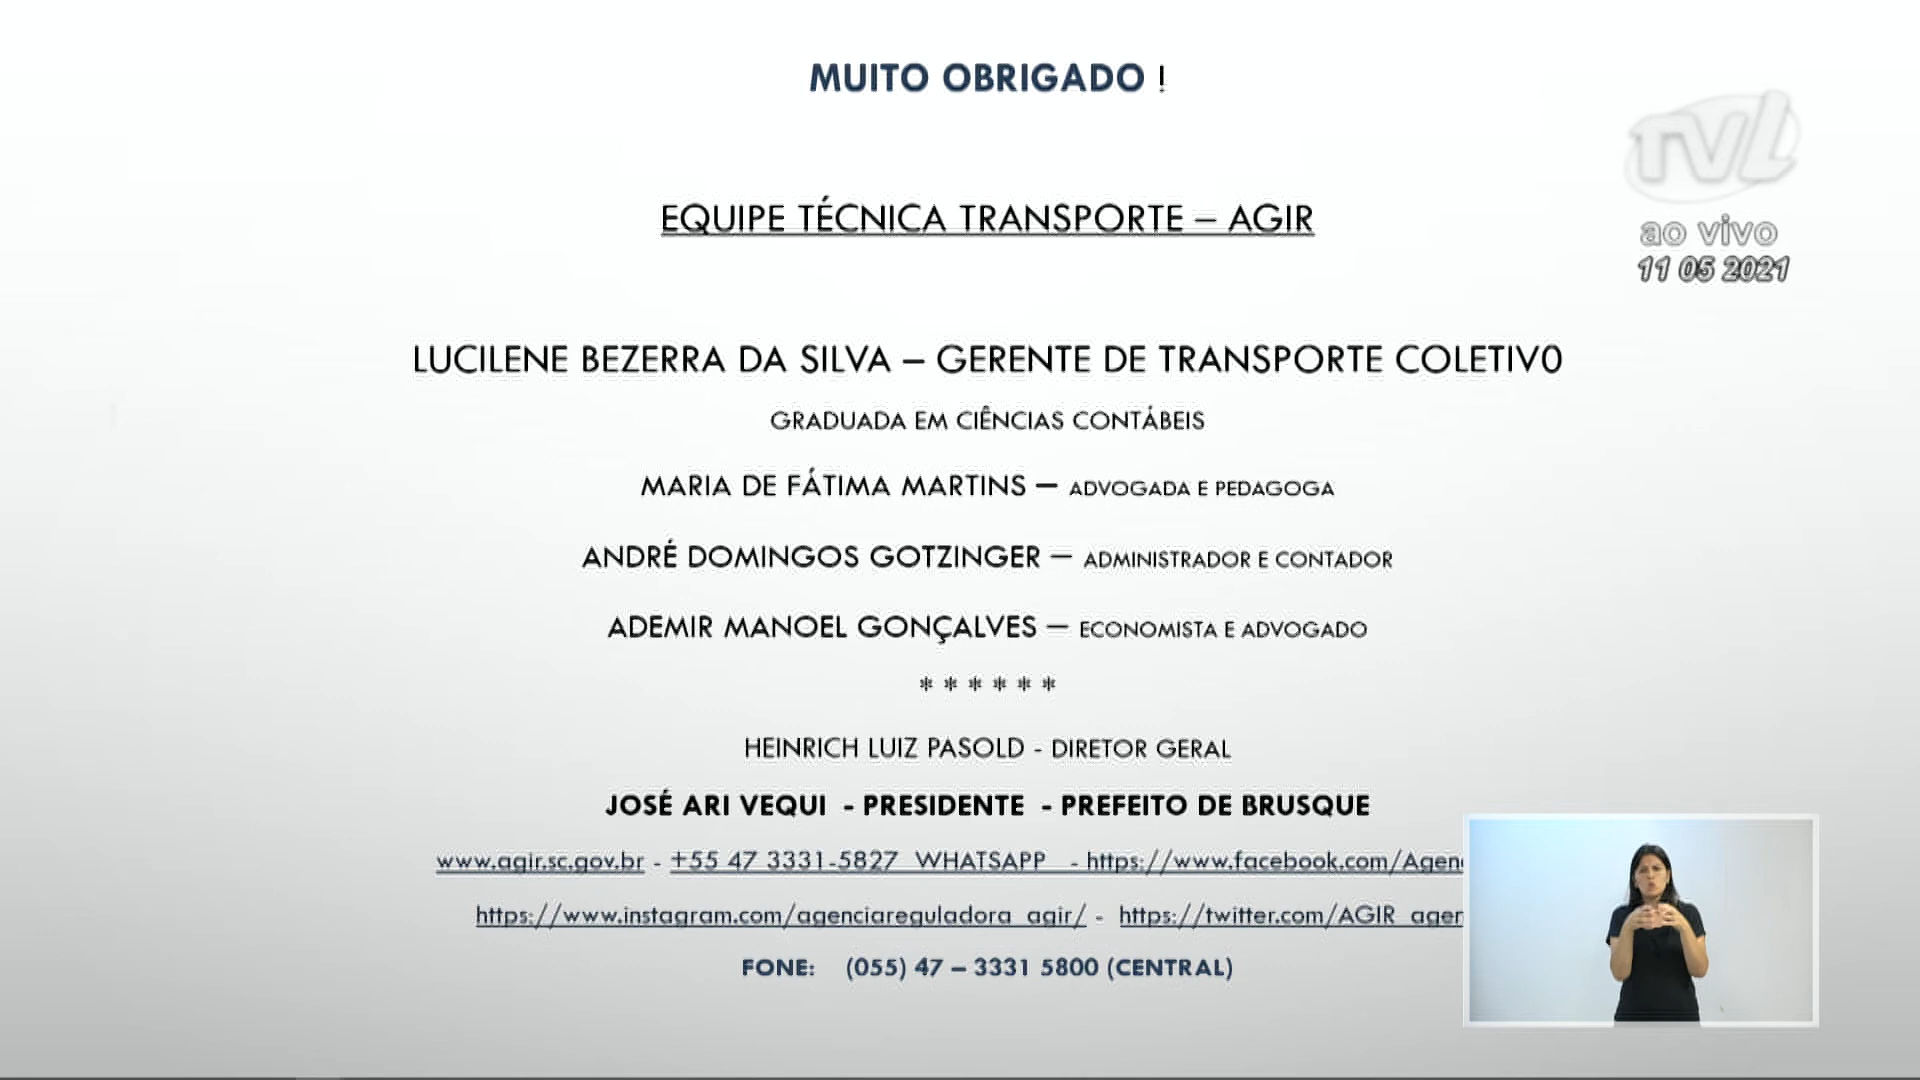 MUITO OBRIGADO !
TVL
ao vivo
11 05 2021
EQUIPE TÉCNICA TRANSPORTE – AGIR
LUCILENE BEZERRA DA SILVA – GERENTE DE TRANSPORTE COLETIV0
GRADUADA EM CIÊNCIAS CONTÁBEIS
MARIA DE FÁTIMA MARTINS – ADVOGADA E PEDAGOGA
ANDRÉ DOMINGOS GOTZINGER – ADMINISTRADOR E CONTADOR
ADEMIR MANOEL GONÇALVES – ECONOMISTA E ADVOGADO
* * * * * *
HEINRICH LUIZ PASOLD - DIRETOR GERAL
JOSÉ ARI VEQUI - PRESIDENTE - PREFEITO DE BRUSQUE
www.agir.sc.gov.br - +55 47 3331-5827 WHATSAPP - https://www.facebook.com/Agenc
https://www.instagram.com/agenciareguladora_agir/ - https://twitter.com/AGIR_agen
FONE: (055) 47 – 3331 5800 (CENTRAL)